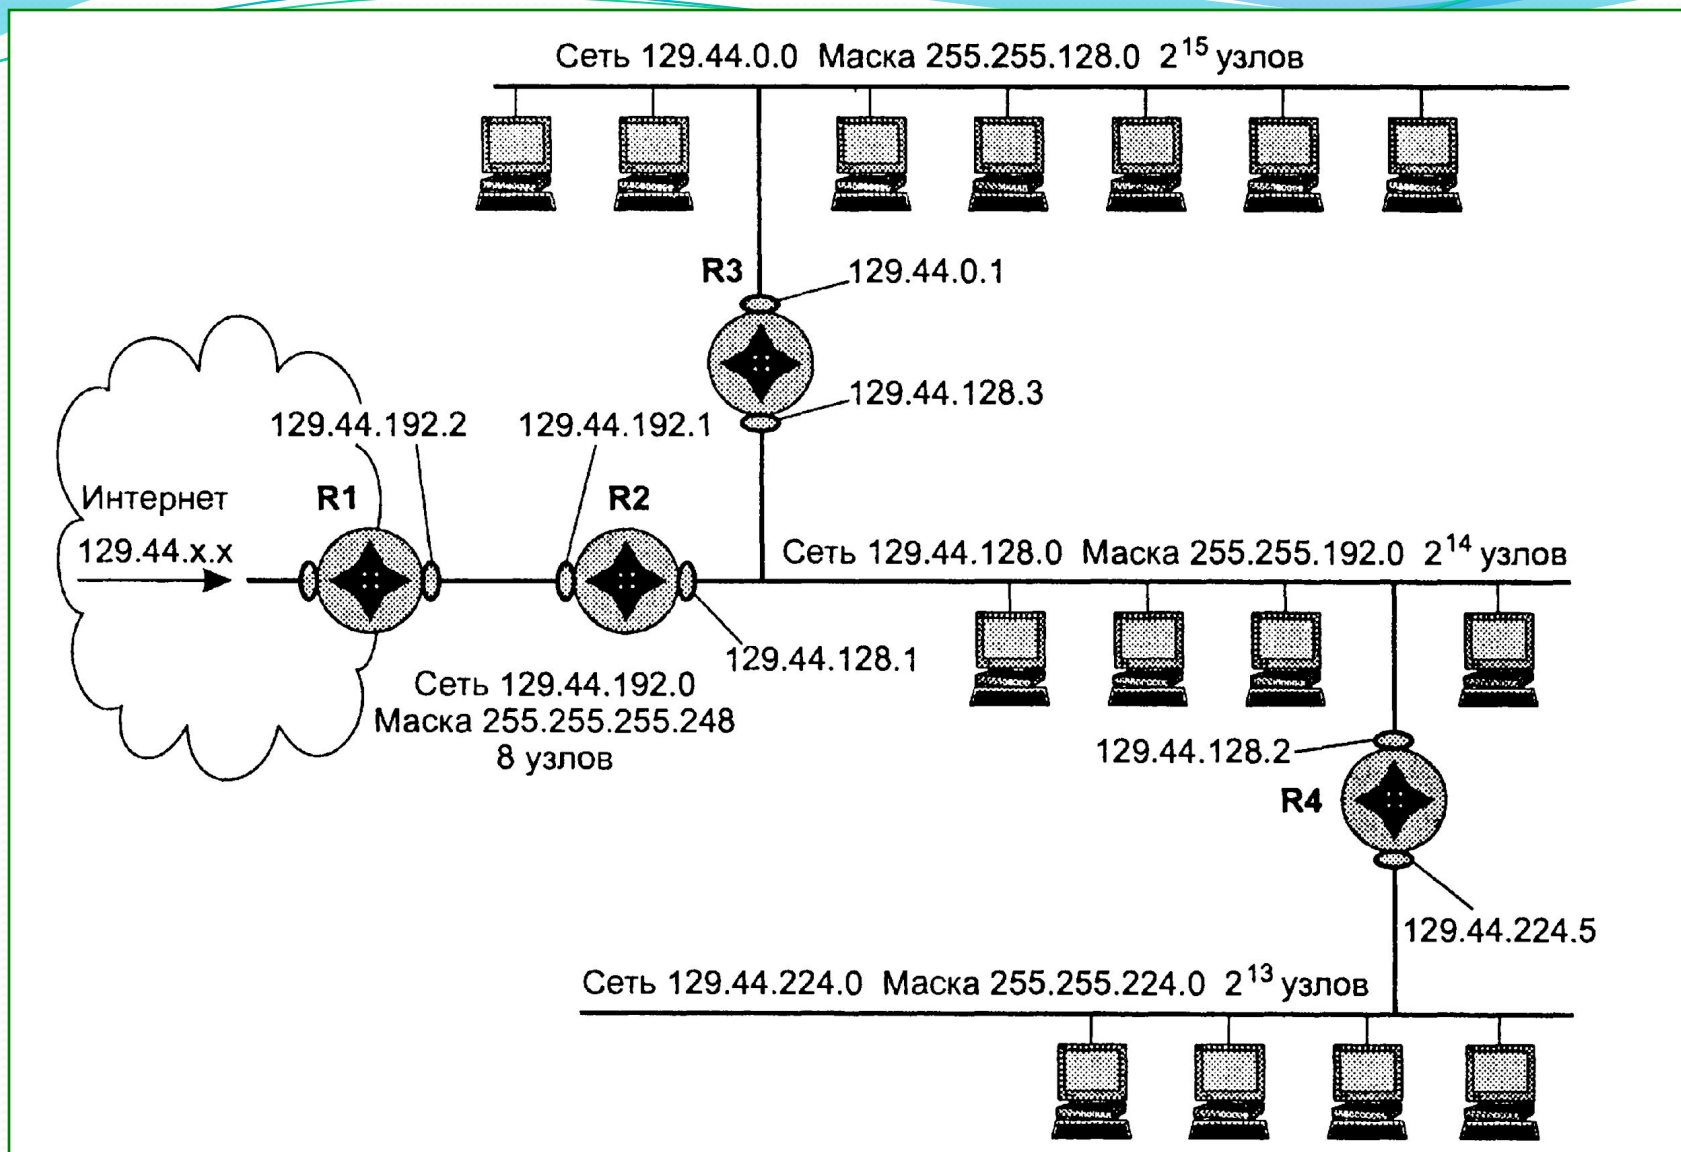 Сеть 129.44.0.0 Маска 255.255.128.0 2¹⁵ узлов
R3
129.44.0.1
129.44.128.3
129.44.192.2
129.44.192.1
Интернет
129.44.x.x
R1
R2
Сеть 129.44.128.0 Маска 255.255.192.0 2¹⁴ узлов
129.44.128.1
Сеть 129.44.192.0
Маска 255.255.255.248
8 узлов
129.44.128.2
R4
129.44.224.5
Сеть 129.44.224.0 Маска 255.255.224.0 2¹³ узлов